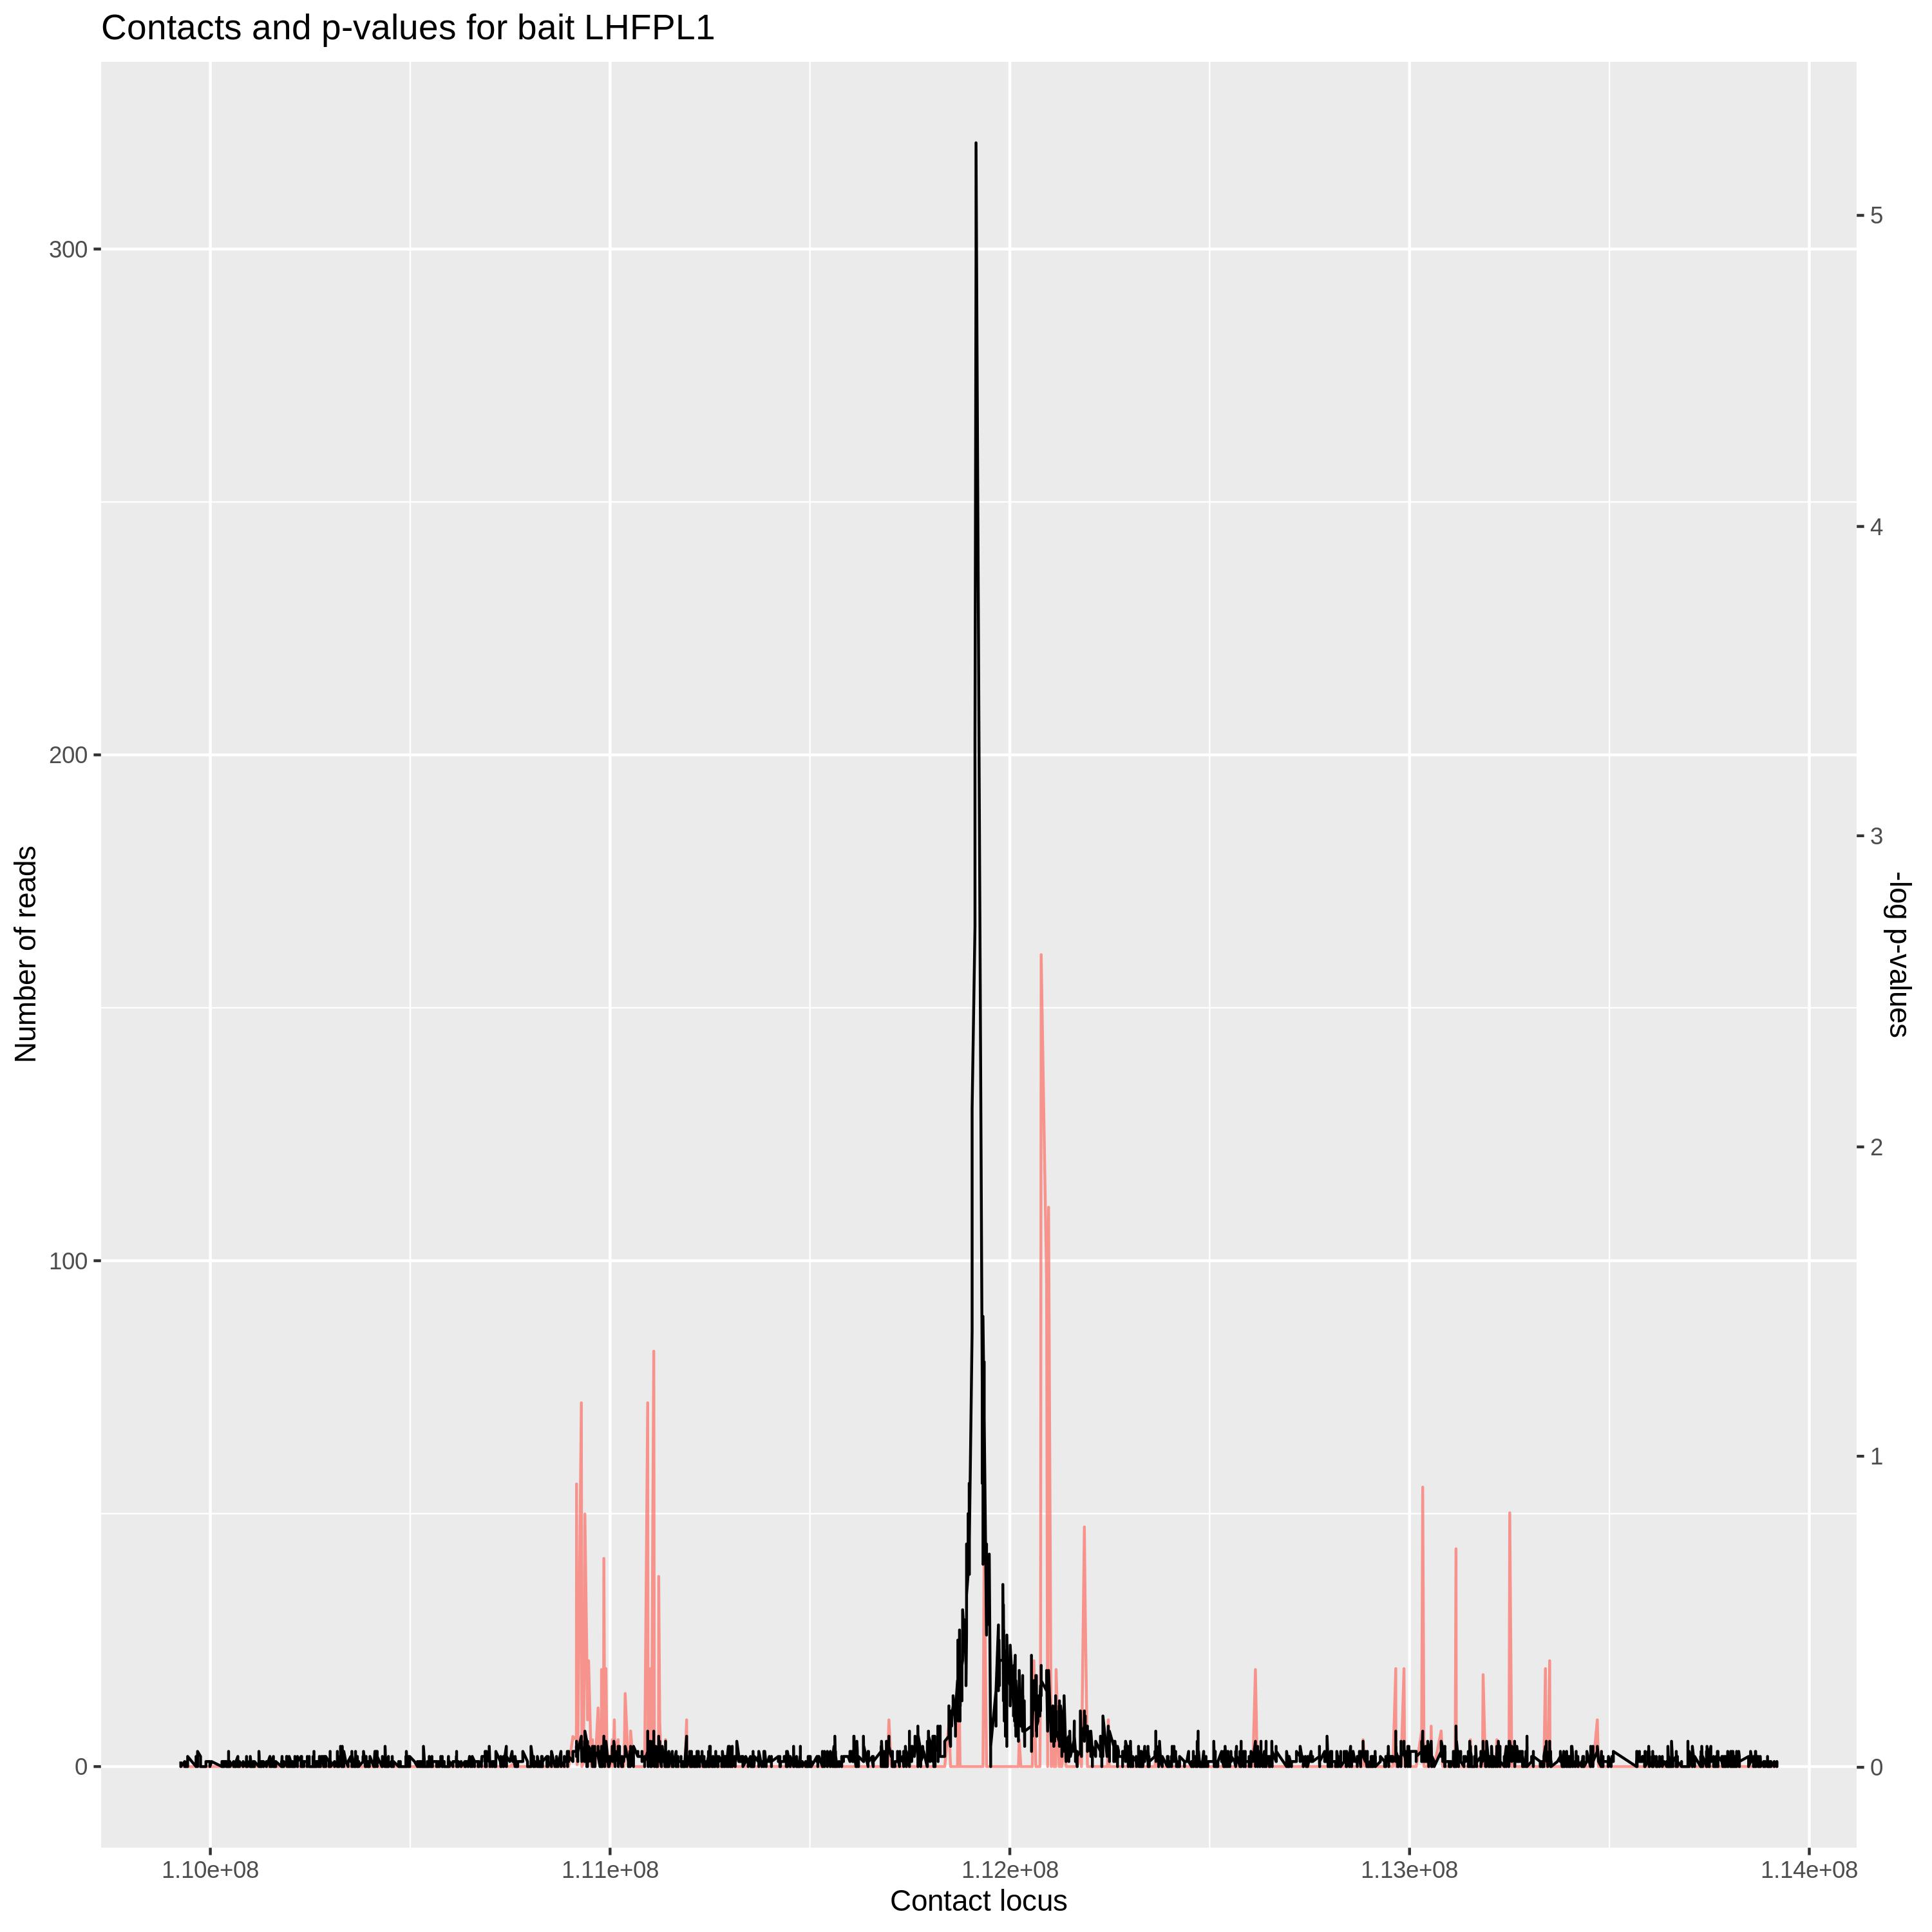 Contacts and p-values for bait LHFPL1
300
200
100
0
5
4
3
2
1
0
Number of reads
-log p-values
1.10e+08
1.11e+08
1.12e+08
1.13e+08
1.14e+08
Contact locus